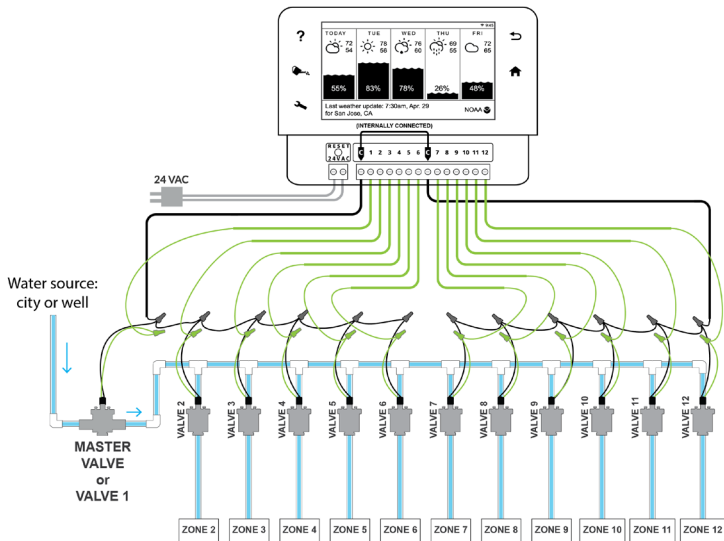 9:45
TODAY TUE WED THU FRI
72 78 76 69 72
54 56 60 55 65
55% 83% 78% 26% 48%
Last weather update: 7:30am, Apr. 29
for San Jose, CA
NOAA
(INTERNALLY CONNECTED)
RESET
24VAC
C 1 2 3 4 5 6 C 7 8 9 10 11 12
24 VAC
Water source:
city or well
MASTER
VALVE
or
VALVE 1
VALVE 2
VALVE 3
VALVE 4
VALVE 5
VALVE 6
VALVE 7
VALVE 8
VALVE 9
VALVE 10
VALVE 11
VALVE 12
ZONE 2 ZONE 3 ZONE 4 ZONE 5 ZONE 6 ZONE 7 ZONE 8 ZONE 9 ZONE 10 ZONE 11 ZONE 12